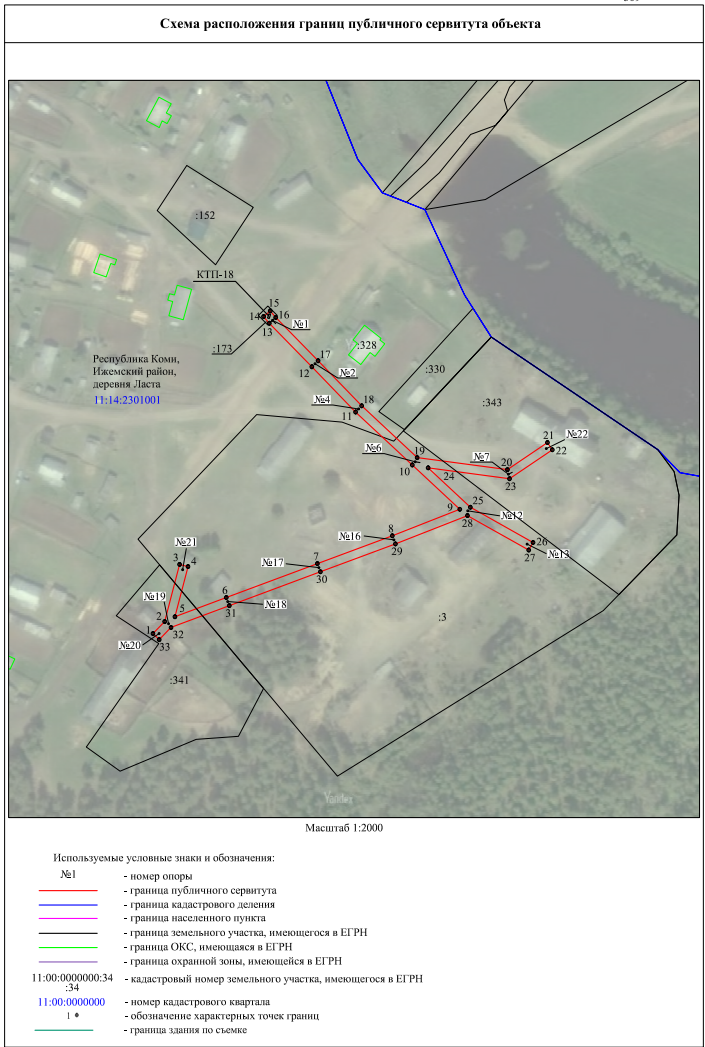 Схема расположения границ публичного сервитута объекта
:152
КТП-18
15
14
16
13
№1
:173
:328
17
№2
12
Республика Коми,
Ижемский район,
деревня Ласта
11:14:2301001
:330
№4
18
11
:343
№6
19
10
24
№7
20
21
№22
22
23
9
25
№12
28
26
№13
27
8
№16
29
№21
3
4
№17
7
30
№19
6
№18
31
2
5
1
32
№20
33
:3
:341
Yandex
Масштаб 1:2000
Используемые условные знаки и обозначения:
№1 - номер опоры
- граница публичного сервитута
- граница кадастрового деления
- граница населенного пункта
- граница земельного участка, имеющегося в ЕГРН
- граница ОКС, имеющаяся в ЕГРН
- граница охранной зоны, имеющейся в ЕГРН
11:00:0000000:34 - кадастровый номер земельного участка, имеющегося в ЕГРН
:34
11:00:0000000 - номер кадастрового квартала
1 - обозначение характерных точек границ
- граница здания по съемке